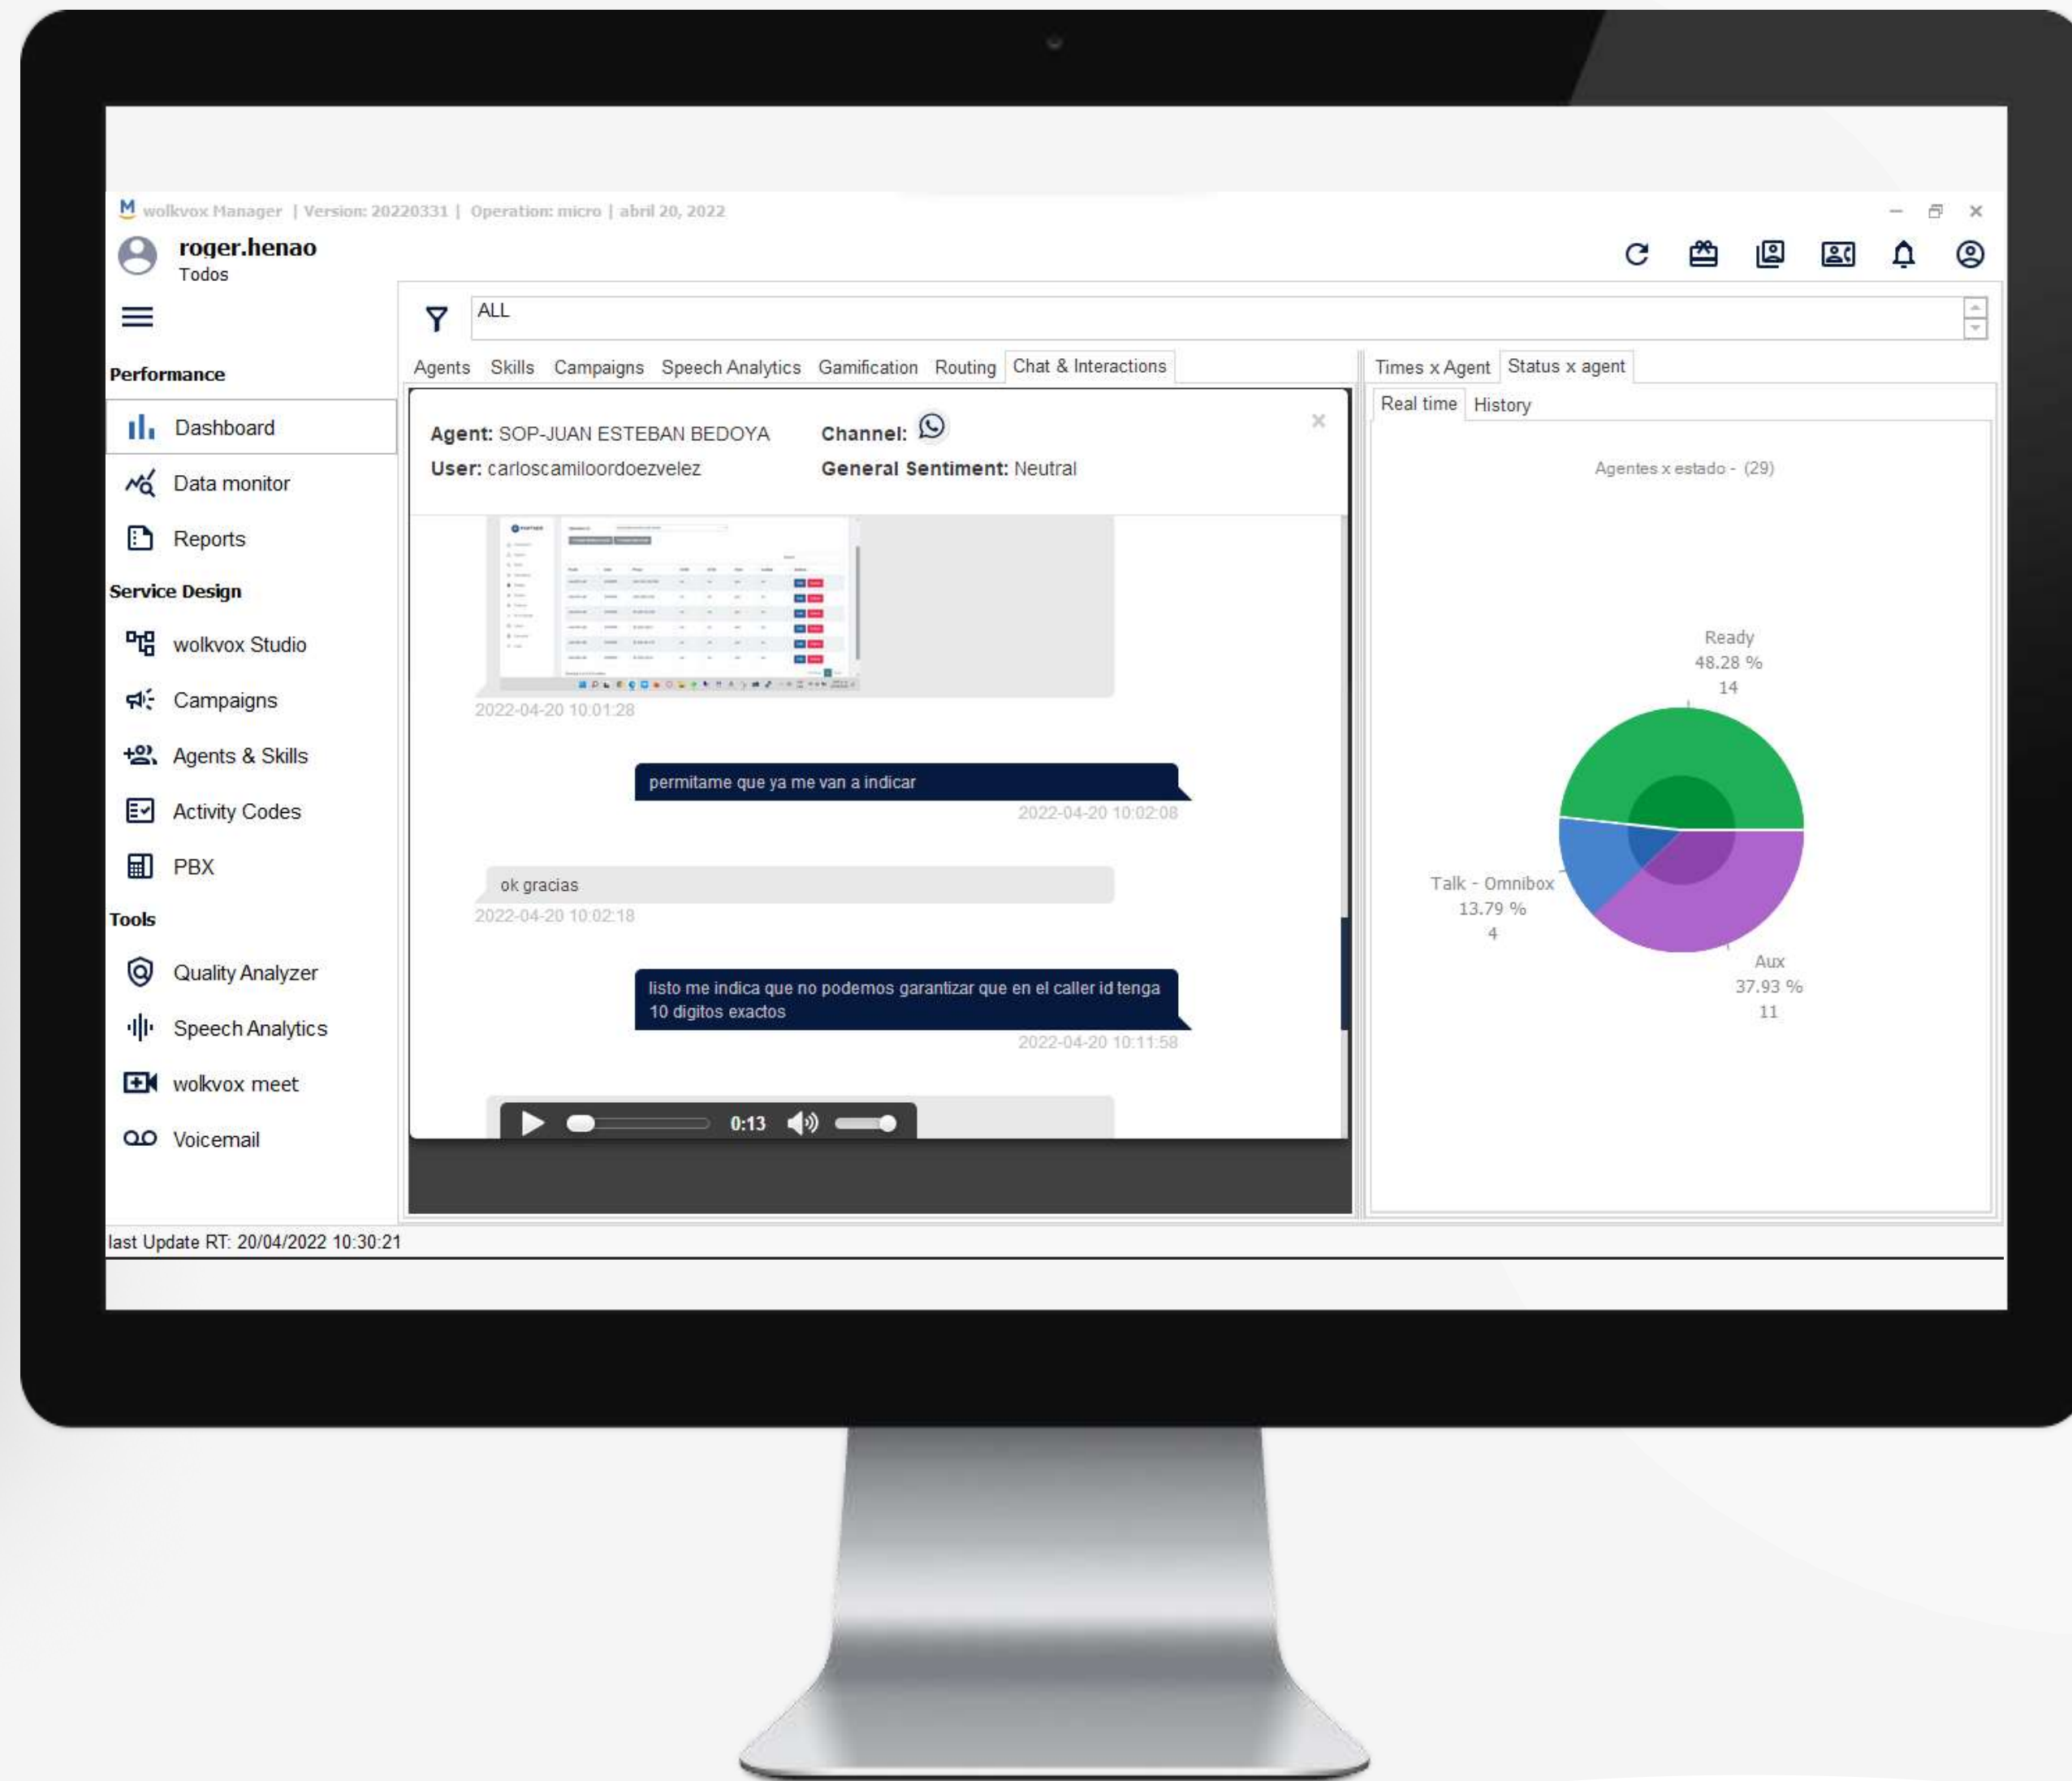 M wolkvox Manager | Version: 20220331 | Operation: micro | abril 20, 2022
roger.henao
Todos
ALL
Performance
Dashboard
Data monitor
Reports
Service Design
wolkvox Studio
Campaigns
Agents & Skills
Activity Codes
PBX
Tools
Quality Analyzer
Speech Analytics
wolkvox meet
Voicemail
Agents Skills Campaigns Speech Analytics Gamification Routing Chat & Interactions
Agent: SOP-JUAN ESTEBAN BEDOYA Channel:
User: carloscamiloordoezvelez General Sentiment: Neutral
2022-04-20 10:01:28
permitame que ya me van a indicar
2022-04-20 10:02:08
ok gracias
2022-04-20 10:02:18
listo me indica que no podemos garantizar que en el caller id tenga
10 digitos exactos
2022-04-20 10:11:58
0:13
Times x Agent Status x agent
Real time History
Agentes x estado - (29)
Ready
48.28 %
14
Talk - Omnibox
13.79 %
4
Aux
37.93 %
11
last Update RT: 20/04/2022 10:30:21